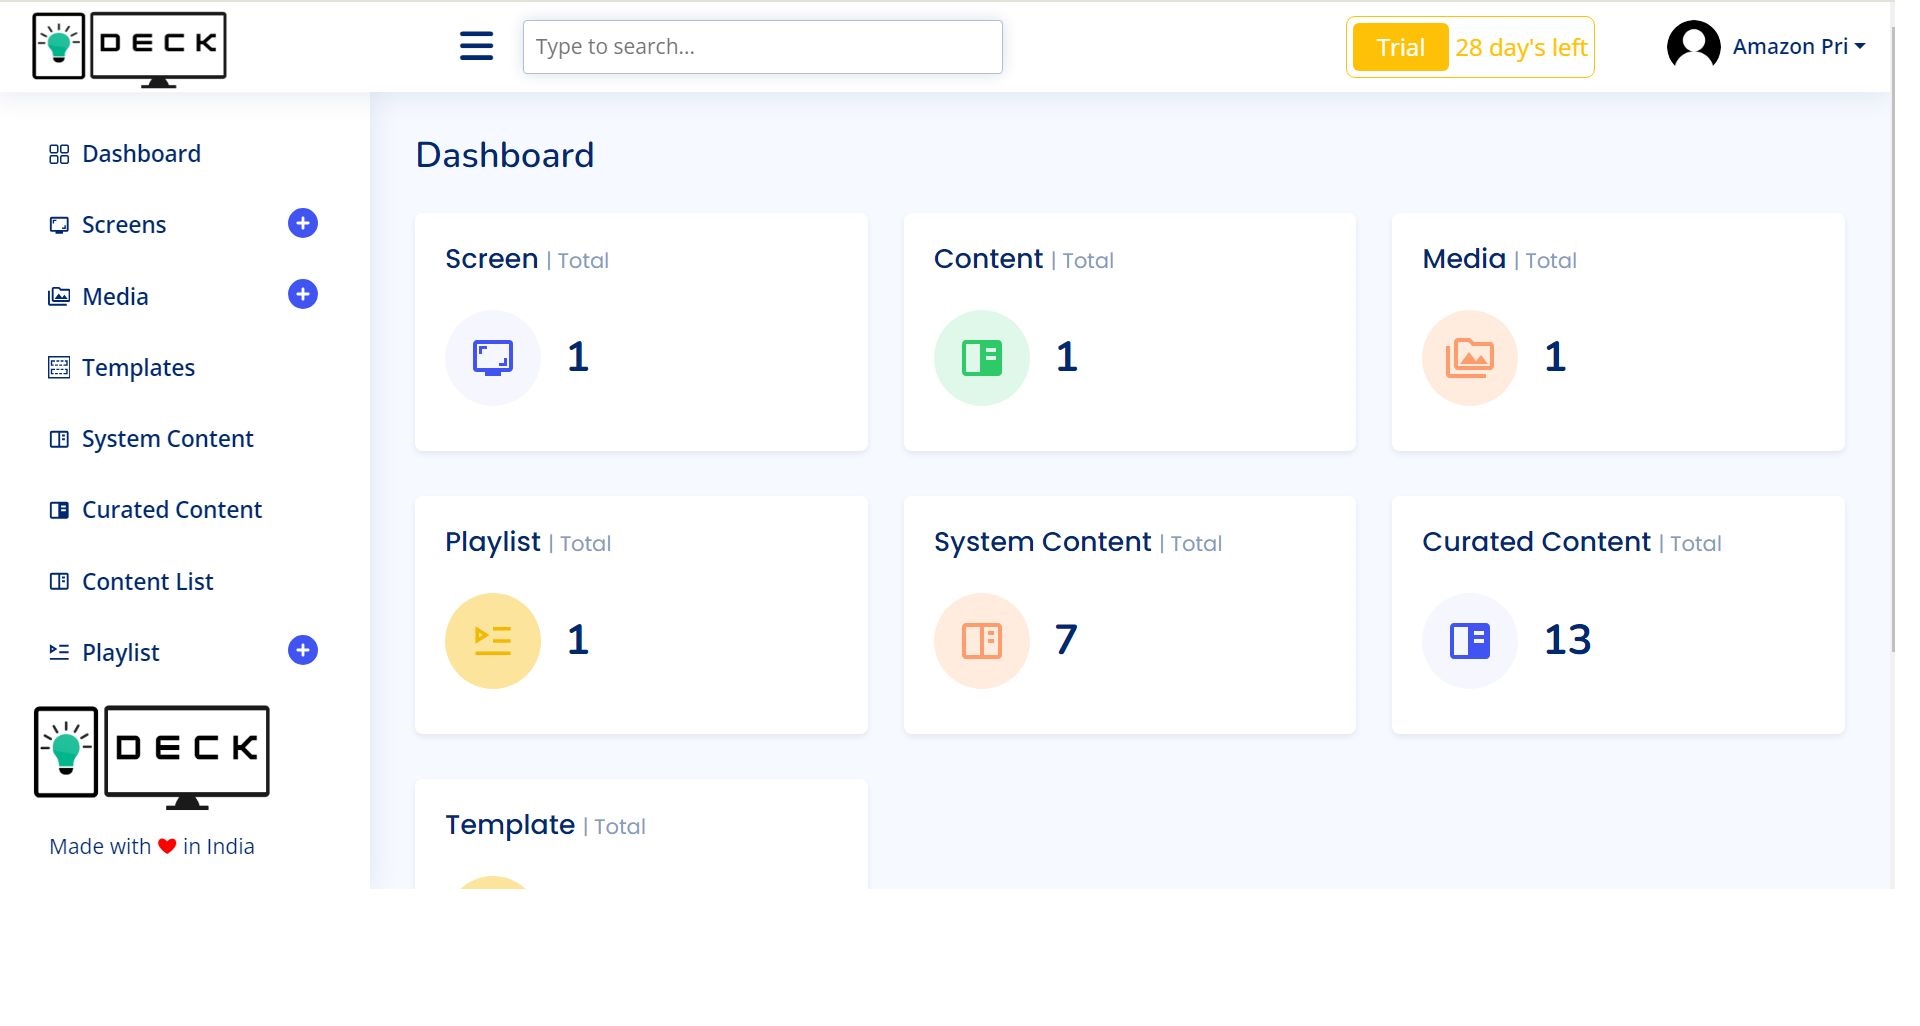 DECK
Type to search...
Trial 28 day's left
Amazon Pri
Dashboard
Screens
Media
Templates
System Content
Curated Content
Content List
Playlist
DECK
Made with ❤ in India
Dashboard
Screen | Total
1
Content | Total
1
Media | Total
1
Playlist | Total
1
System Content | Total
7
Curated Content | Total
13
Template | Total